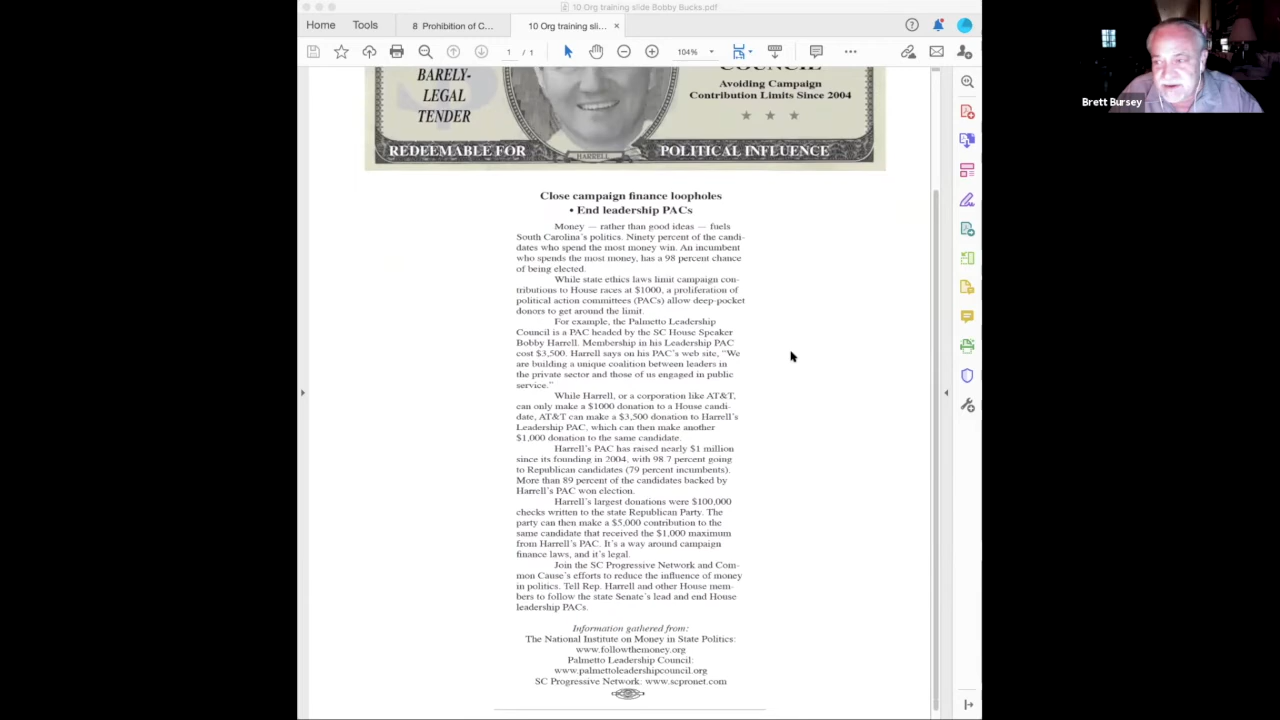 10 Org training slide Bobby Bucks.pdf
Home
Tools
8 Prohibition of C...
10 Org training sli...
1 / 1
104%
COUNCIL
BARELY-
LEGAL
TENDER
Avoiding Campaign
Contribution Limits Since 2004
REDEEMABLE FOR
HARRELL
POLITICAL INFLUENCE
Brett Bursey
Close campaign finance loopholes
• End leadership PACs
Money — rather than good ideas — fuels
South Carolina's politics. Ninety percent of the candi-
dates who spend the most money win. An incumbent
who spends the most money, has a 98 percent chance
of being elected.
While state ethics laws limit campaign con-
tributions to House races at $1000, a proliferation of
political action committees (PACs) allow deep-pocket
donors to get around the limit.
For example, the Palmetto Leadership
Council is a PAC headed by the SC House Speaker
Bobby Harrell. Membership in his Leadership PAC
cost $3,500. Harrell says on his PAC's web site, "We
are building a unique coalition between leaders in
the private sector and those of us engaged in public
service."
While Harrell, or a corporation like AT&T,
can only make a $1000 donation to a House candi-
date, AT&T can make a $3,500 donation to Harrell's
Leadership PAC, which can then make another
$1,000 donation to the same candidate.
Harrell's PAC has raised nearly $1 million
since its founding in 2004, with 98.7 percent going
to Republican candidates (79 percent incumbents).
More than 89 percent of the candidates backed by
Harrell's PAC won election.
Harrell's largest donations were $100,000
checks written to the state Republican Party. The
party can then make a $5,000 contribution to the
same candidate that received the $1,000 maximum
from Harrell's PAC. It's a way around campaign
finance laws, and it's legal.
Join the SC Progressive Network and Com-
mon Cause's efforts to reduce the influence of money
in politics. Tell Rep. Harrell and other House mem-
bers to follow the state Senate's lead and end House
leadership PACs.
Information gathered from:
The National Institute on Money in State Politics:
www.followthemoney.org
Palmetto Leadership Council:
www.palmettoleadershipcouncil.org
SC Progressive Network: www.scpronet.com